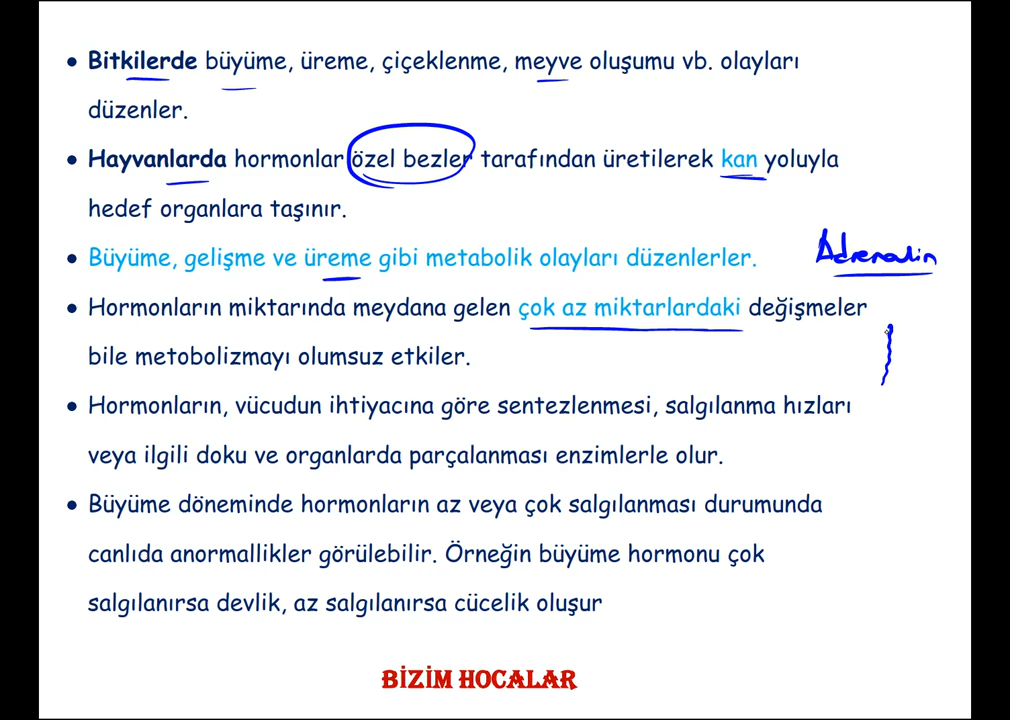 • Bitkilerde büyüme, üreme, çiçeklenme, meyve oluşumu vb. olayları
düzenler.
• Hayvanlarda hormonlar özel bezler tarafından üretilerek kan yoluyla
hedef organlara taşınır.
• Büyüme, gelişme ve üreme gibi metabolik olayları düzenlerler.
Adrenalin
• Hormonların miktarında meydana gelen çok az miktarlardaki değişmeler
bile metobolizmayı olumsuz etkiler.
• Hormonların, vücudun ihtiyacına göre sentezlenmesi, salgılanma hızları
veya ilgili doku ve organlarda parçalanması enzimlerle olur.
• Büyüme döneminde hormonların az veya çok salgılanması durumunda
canlıda anormallikler görülebilir. Örneğin büyüme hormonu çok
salgılanırsa devlik, az salgılanırsa cücelik oluşur
BİZİM HOCALAR